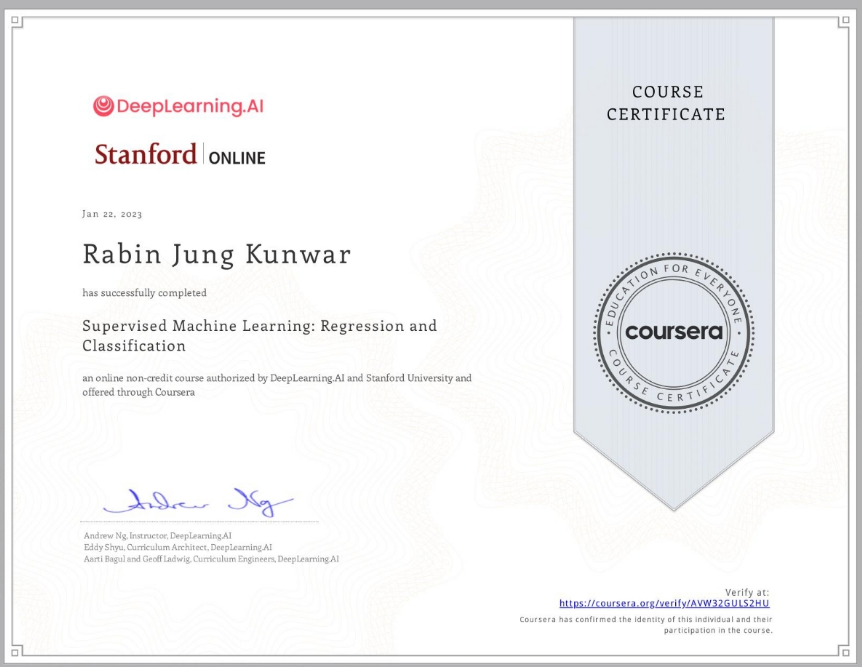 DeepLearning.AI
Stanford | ONLINE
Jan 22, 2023
Rabin Jung Kunwar
has successfully completed
Supervised Machine Learning: Regression and
Classification
an online non-credit course authorized by DeepLearning.AI and Stanford University and
offered through Coursera
Andrew Ng
Andrew Ng, Instructor, DeepLearning.AI
Eddy Shyu, Curriculum Architect, DeepLearning.AI
Aarti Bagul and Geoff Ladwig, Curriculum Engineers, DeepLearning.AI
COURSE
CERTIFICATE
EDUCATION FOR EVERYONE
coursera
COURSE CERTIFICATE
Verify at:
https://coursera.org/verify/AVW32GULS2HU
Coursera has confirmed the identity of this individual and their
participation in the course.